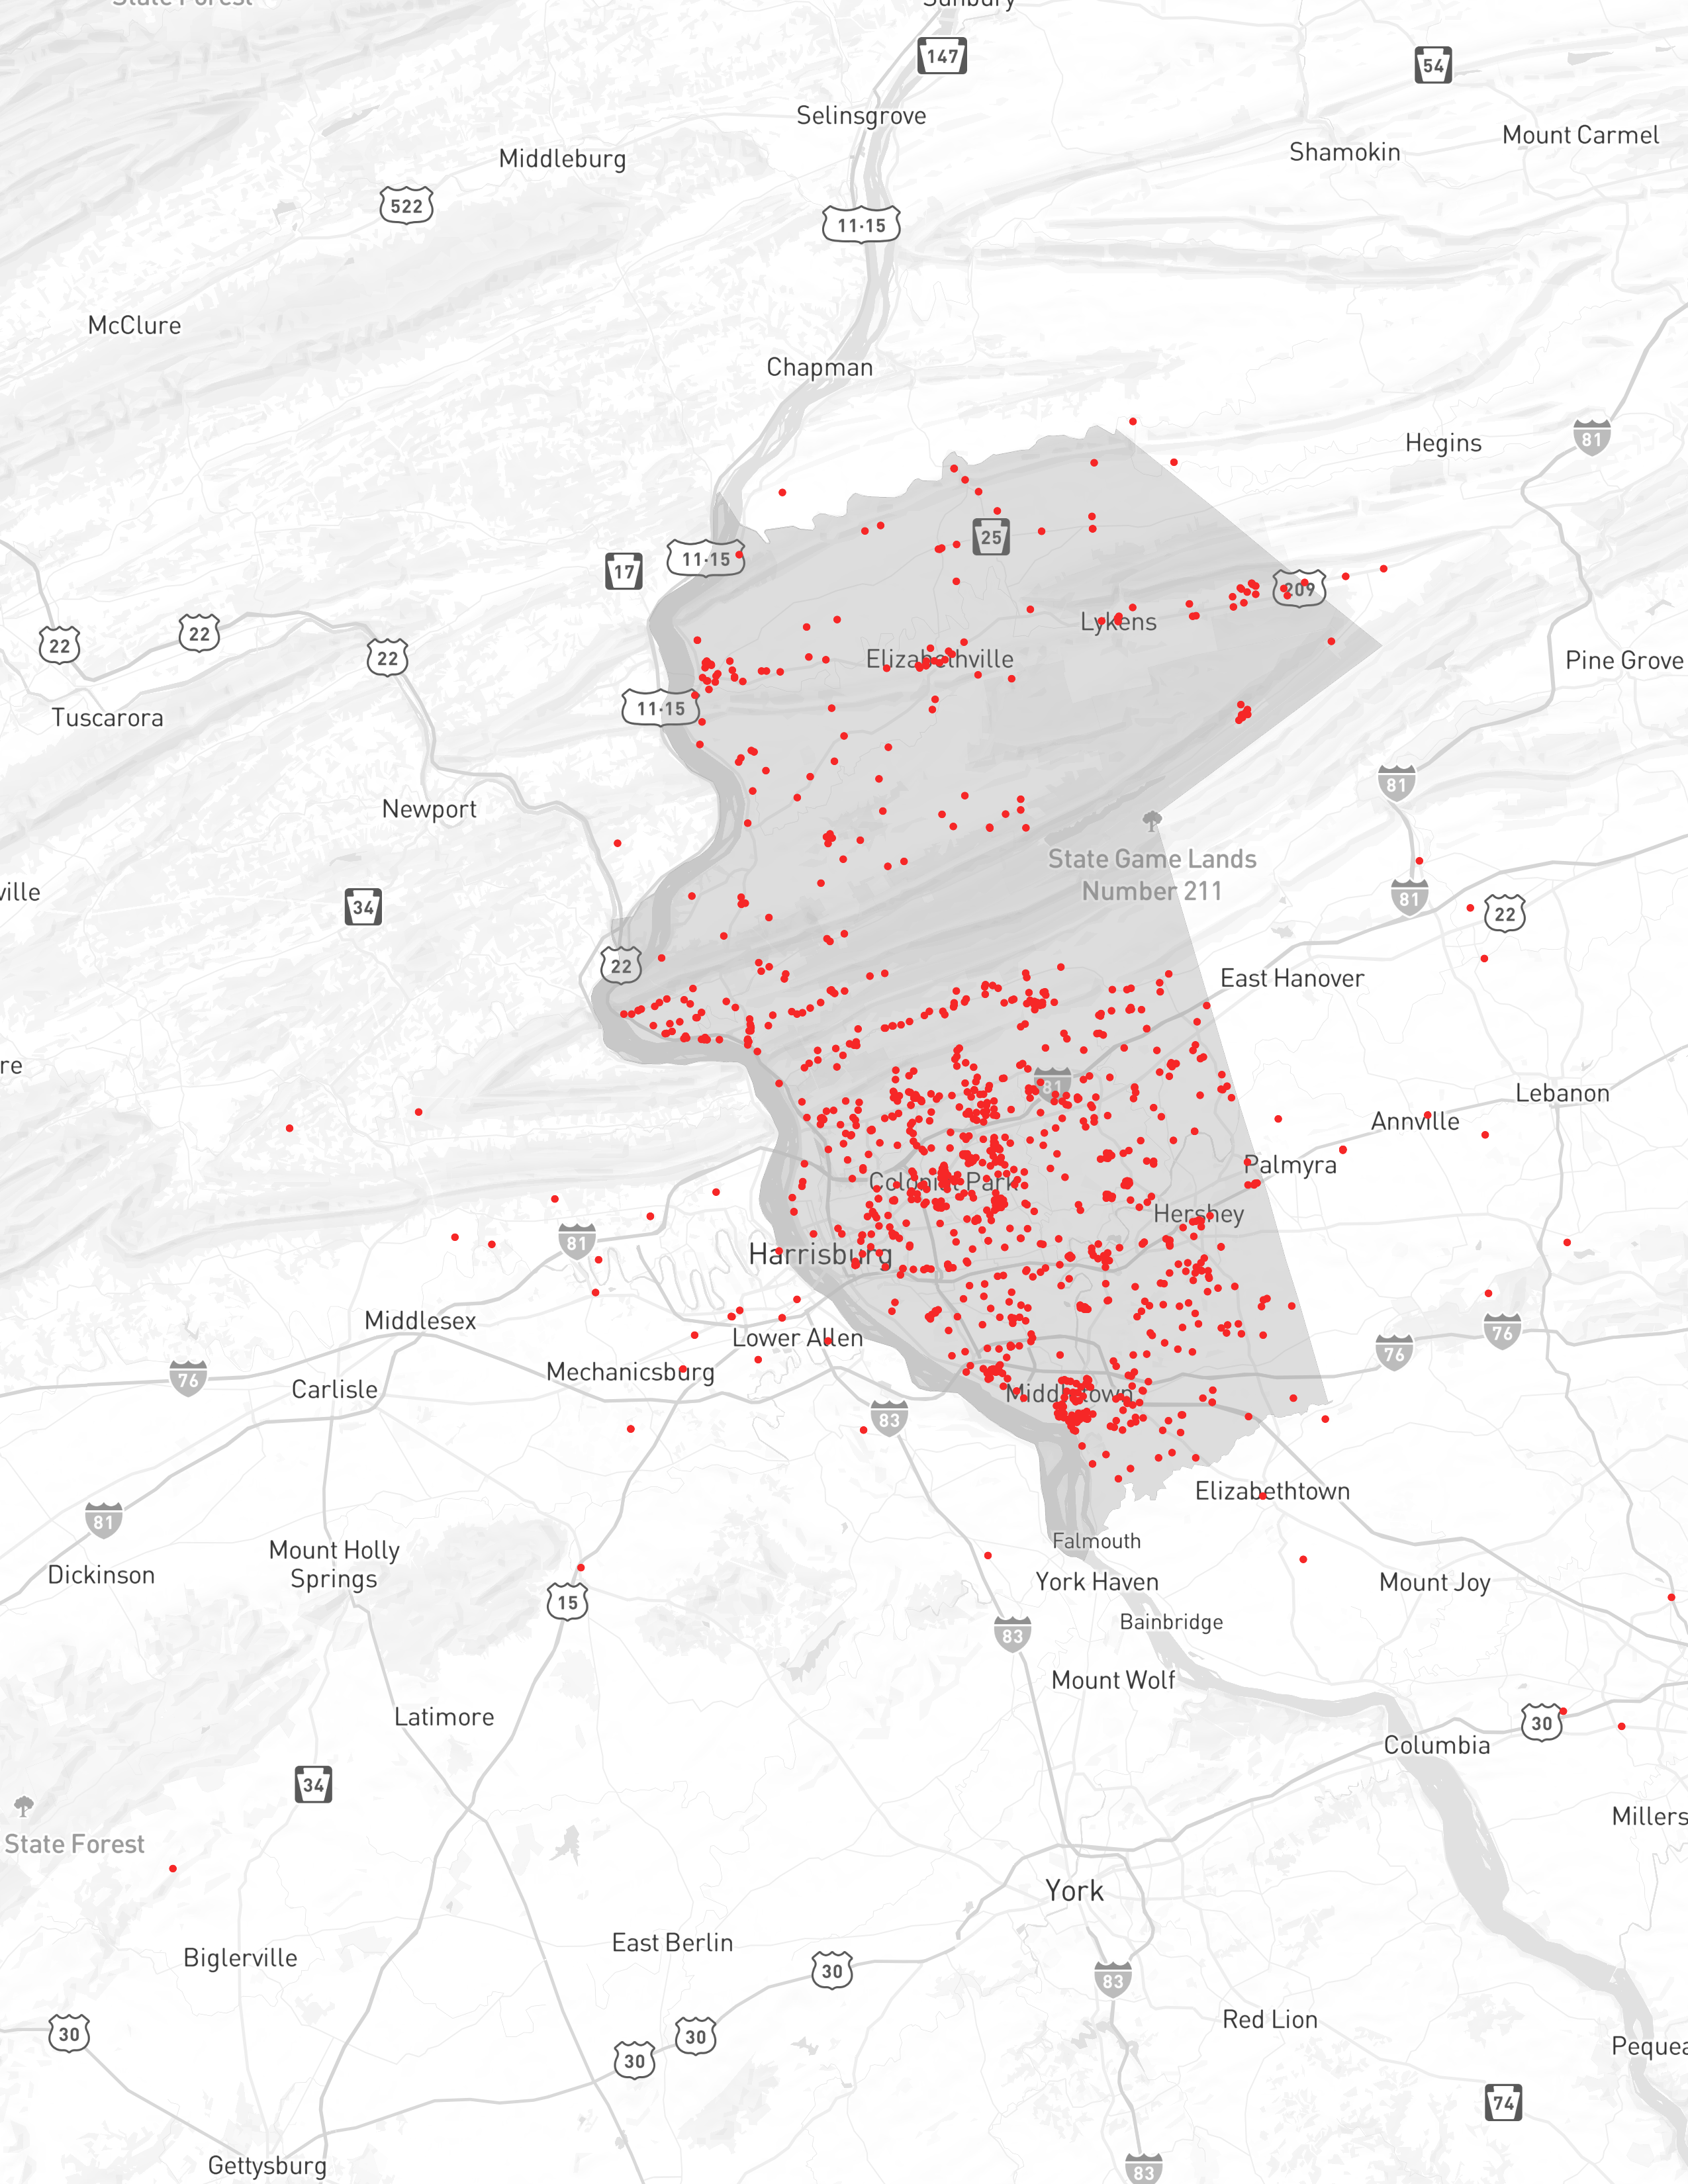 State Forest
Sunbury
147
54
Selinsgrove
Mount Carmel
Shamokin
Middleburg
522
11·15
McClure
Chapman
Hegins
81
25
11·15
17
209
22
22
22
Lykens
Elizabethville
Pine Grove
11·15
Tuscarora
81
Newport
State Game Lands
Number 211
ville
34
81
22
22
East Hanover
re
81
Lebanon
Annville
Palmyra
Colonial Park
Hershey
81
Harrisburg
Middlesex
Lower Allen
76
76
76
Mechanicsburg
Carlisle
Middletown
83
81
Elizabethtown
Falmouth
Mount Holly
Springs
Dickinson
York Haven
Mount Joy
15
Bainbridge
83
Mount Wolf
Latimore
30
Columbia
34
Millers
State Forest
York
East Berlin
Biglerville
30
83
Red Lion
30
30
30
Pequea
74
Gettysburg
83